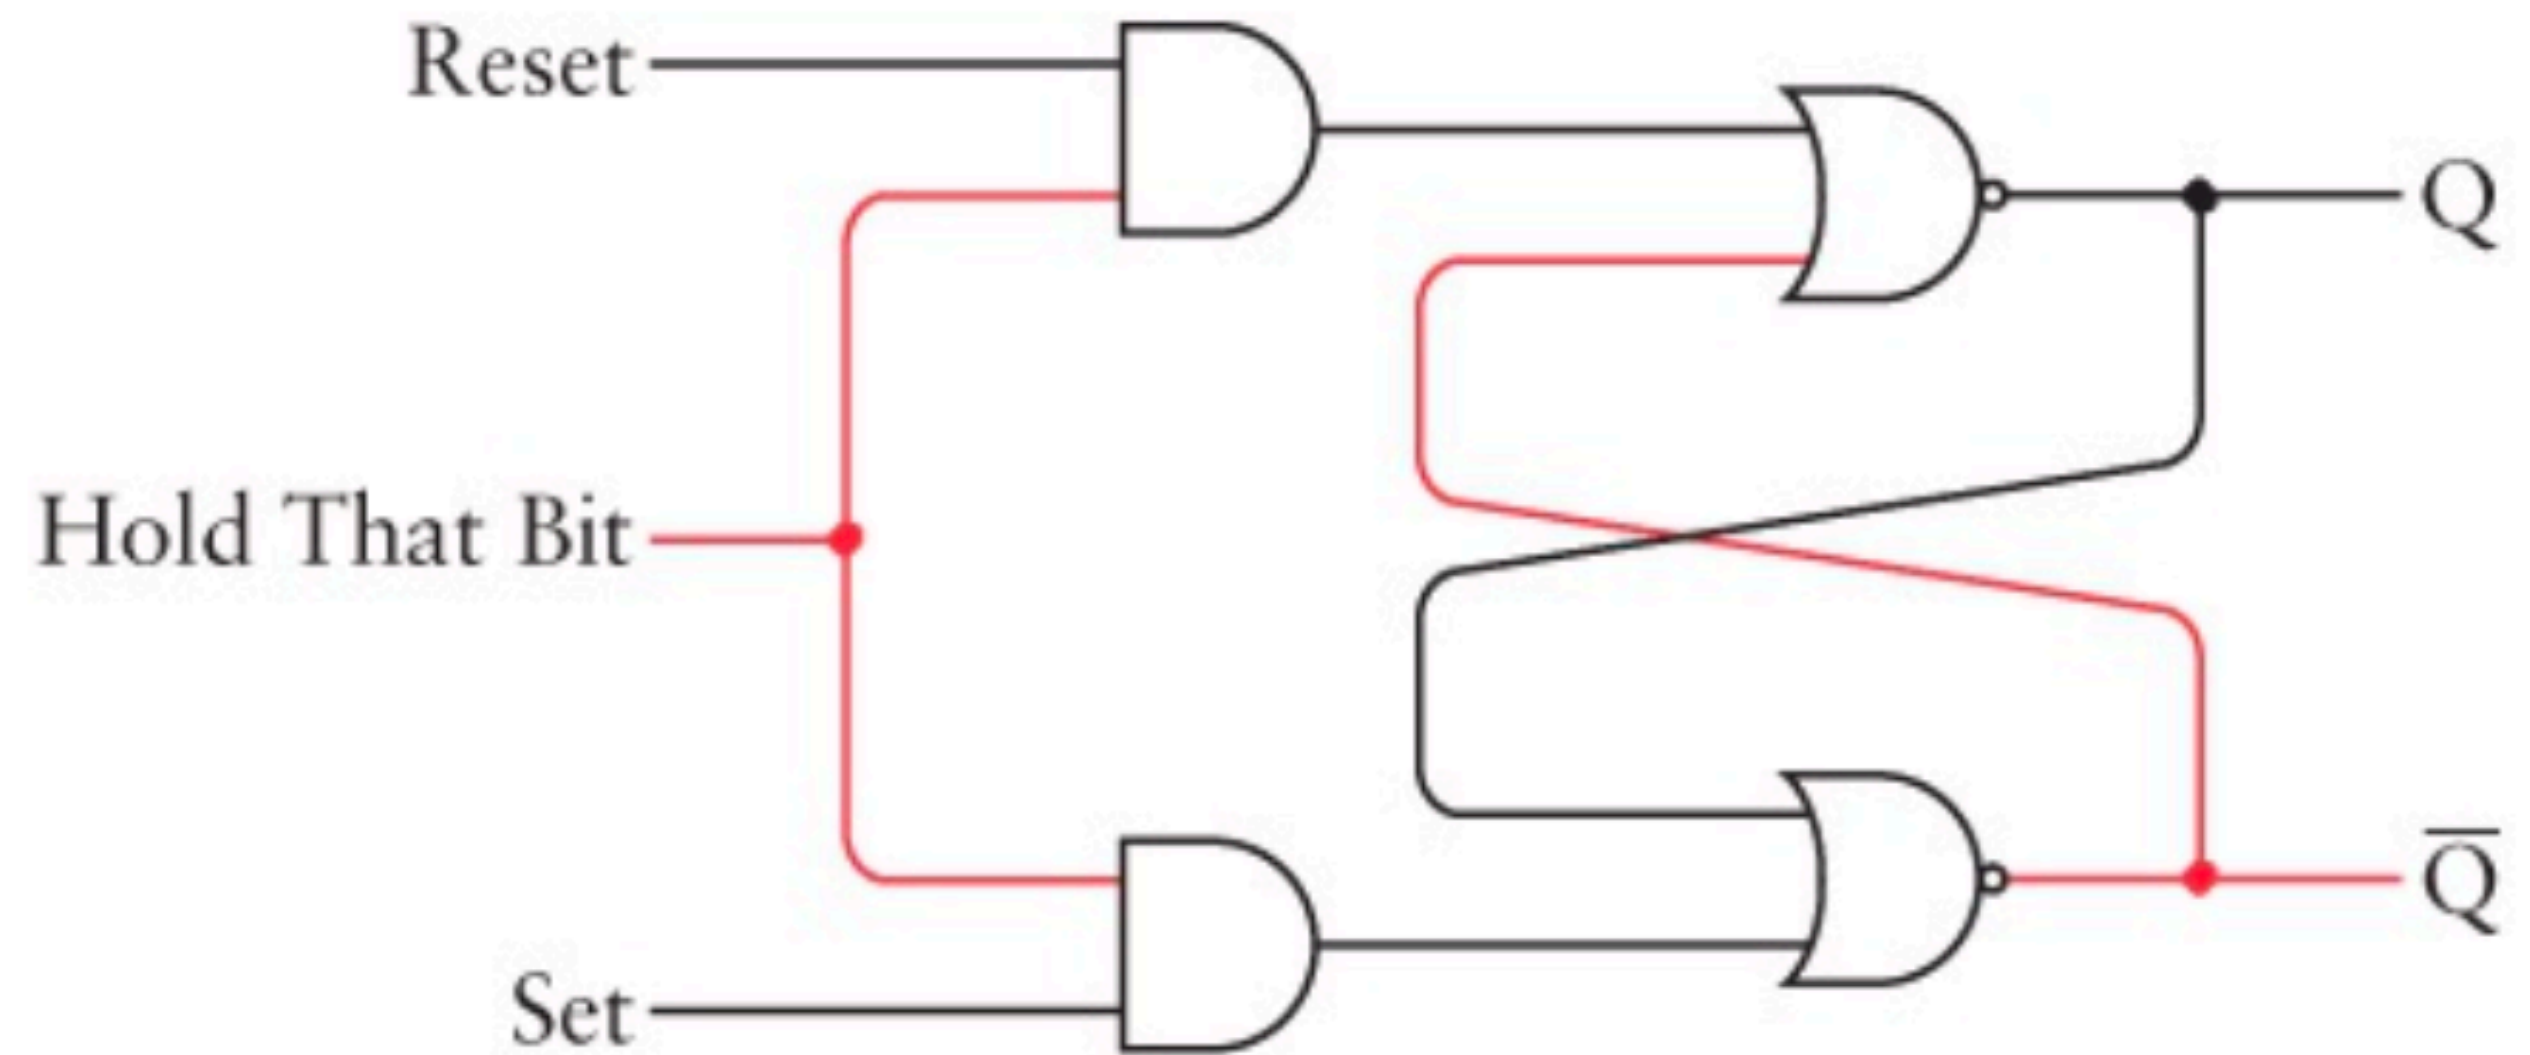 Reset
Q
Hold That Bit
Q̅
Set